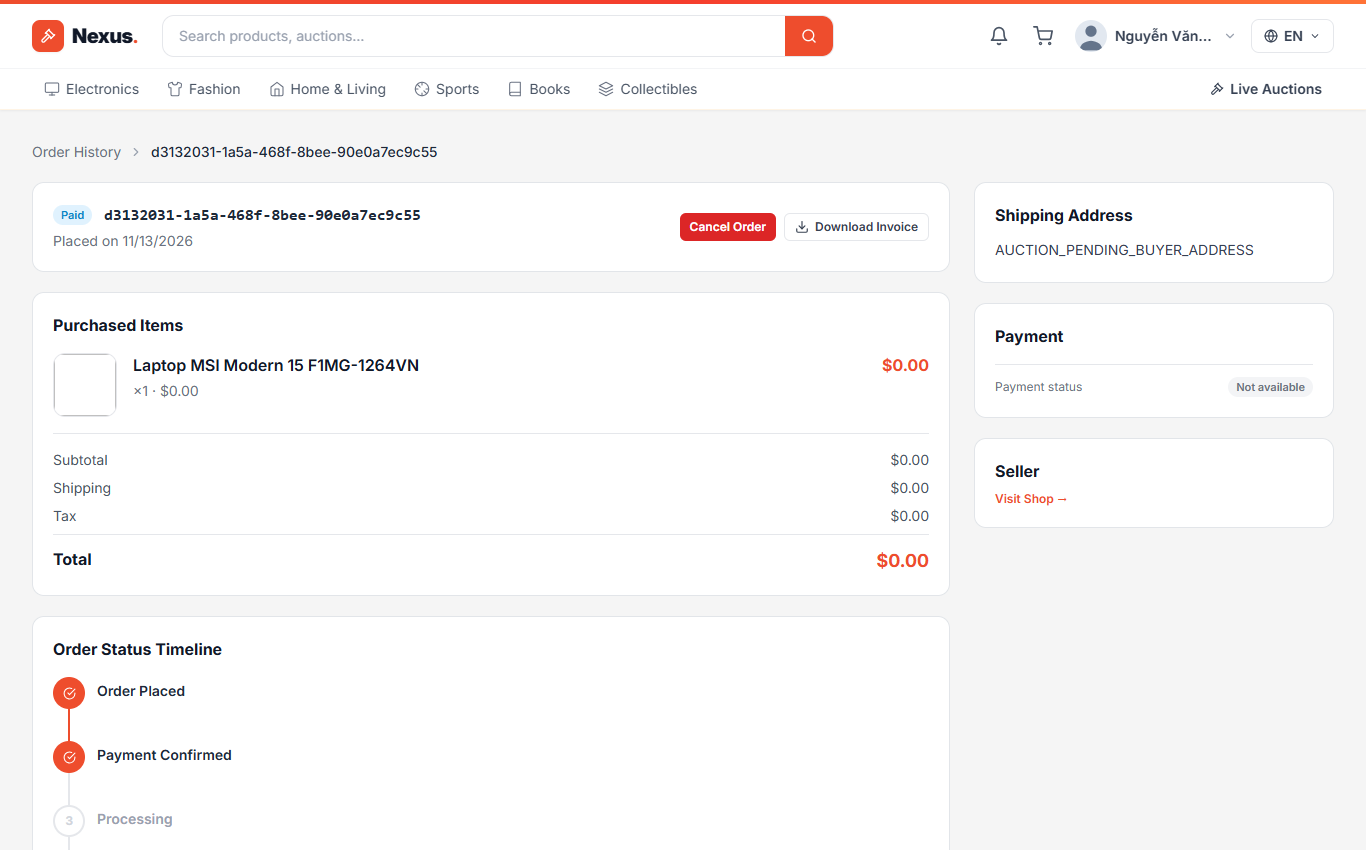 Nexus.
Search products, auctions...
Nguyễn Văn...
EN
Electronics
Fashion
Home & Living
Sports
Books
Collectibles
Live Auctions
Order History > d3132031-1a5a-468f-8bee-90e0a7ec9c55
Paid d3132031-1a5a-468f-8bee-90e0a7ec9c55
Placed on 11/13/2026
Cancel Order
Download Invoice
Purchased Items
Laptop MSI Modern 15 F1MG-1264VN $0.00
×1 · $0.00
Subtotal $0.00
Shipping $0.00
Tax $0.00
Total $0.00
Order Status Timeline
Order Placed
Payment Confirmed
3 Processing
Shipping Address
AUCTION_PENDING_BUYER_ADDRESS
Payment
Payment status Not available
Seller
Visit Shop →